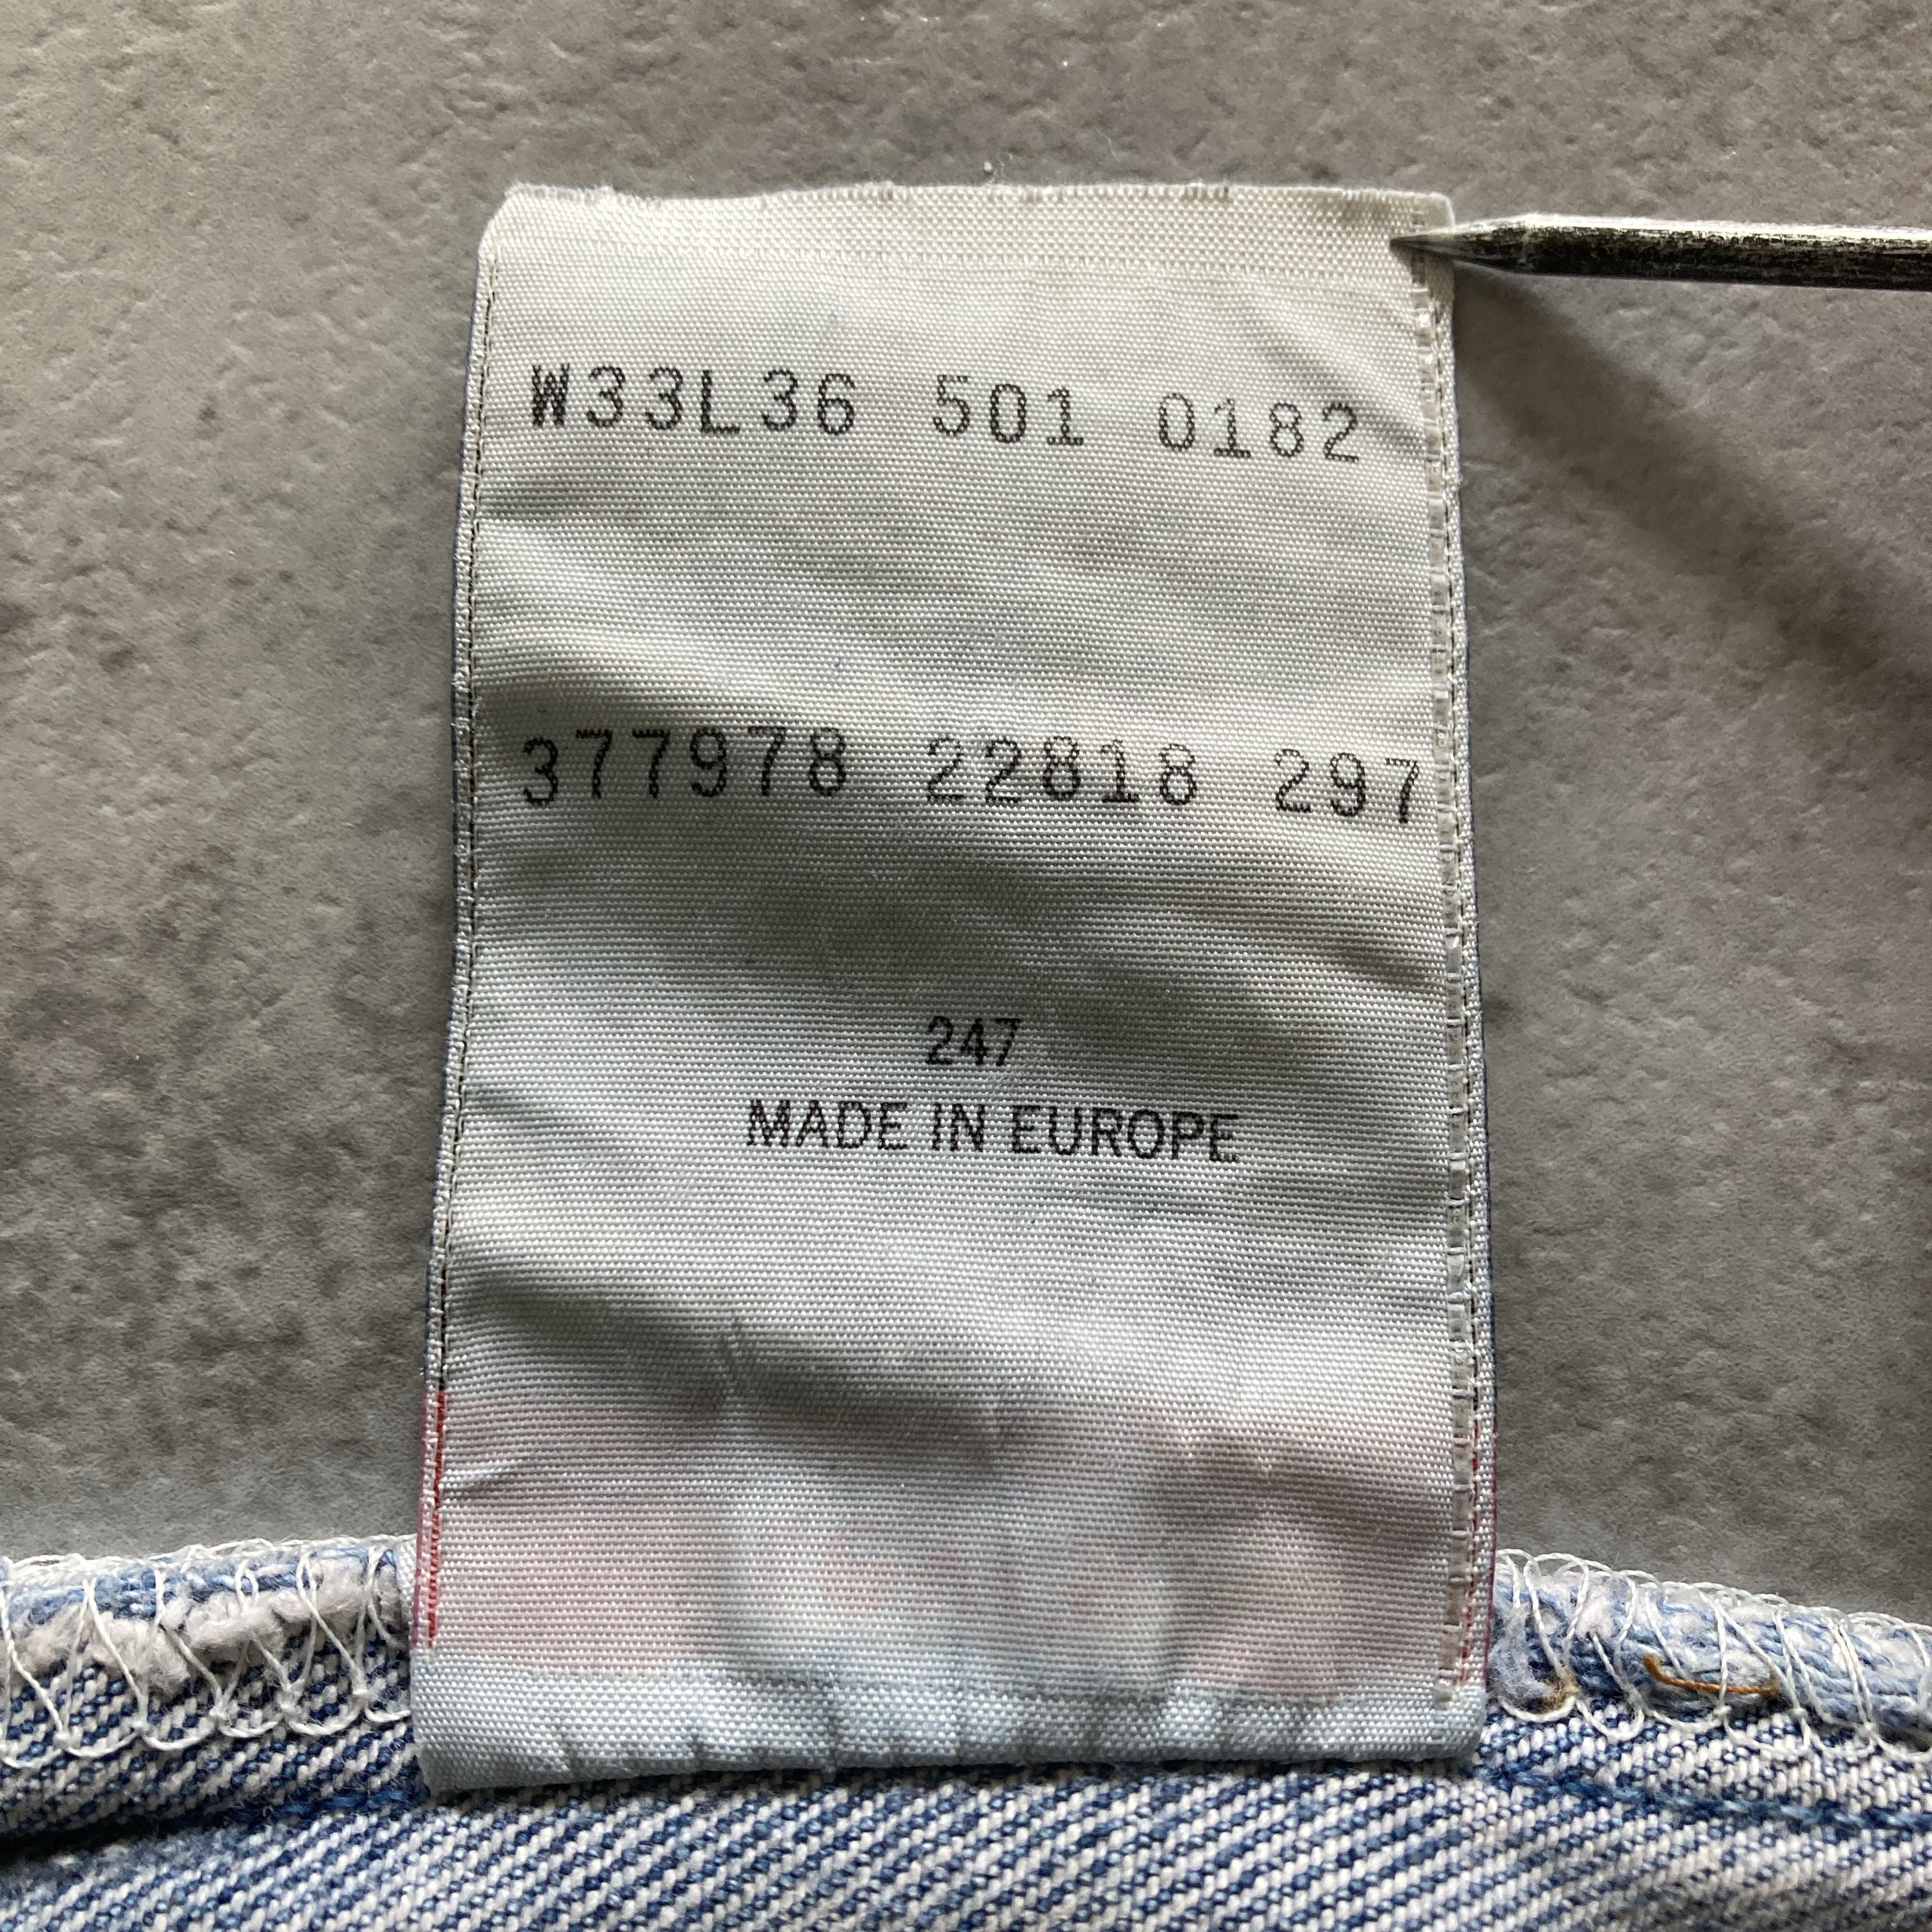 W33L36 501 0182
377978 22818 297
247
MADE IN EUROPE